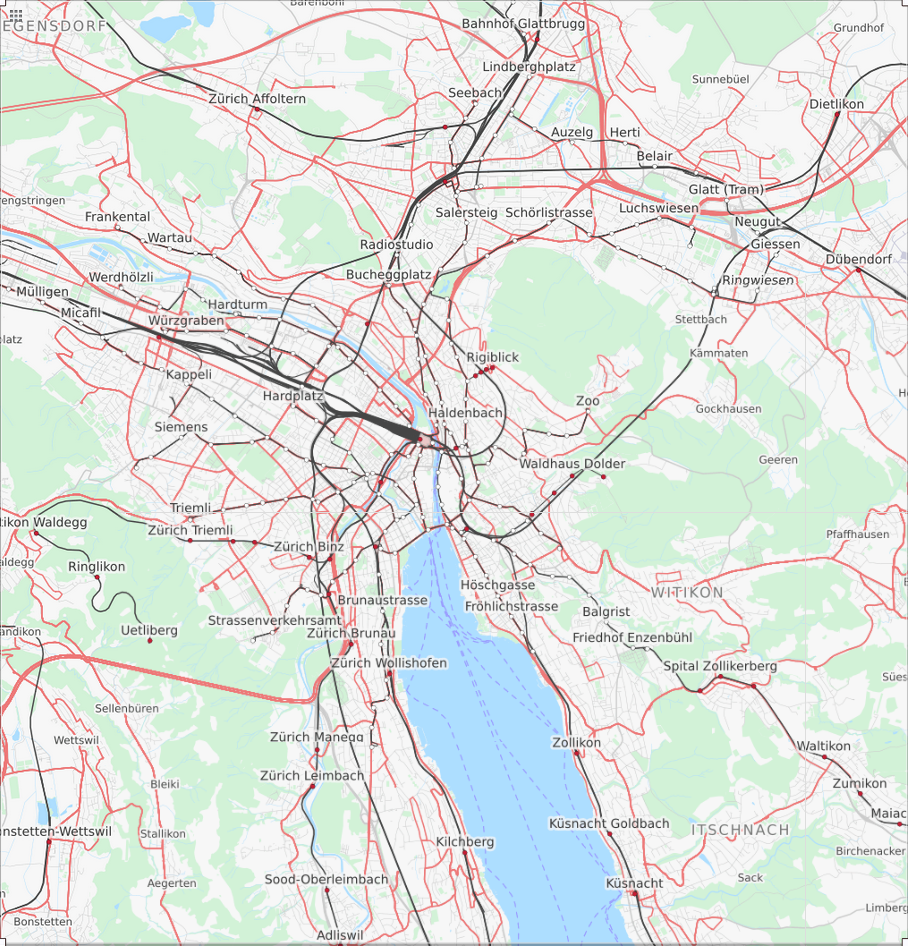 Bahnhof Glattbrugg
Grundhof
Lindberghplatz
Sunnebüel
Seebach
Zürich Affoltern
Dietlikon
Auzelg
Herti
Belair
Glatt (Tram)
Luchswiesen
Salersteig
Schörlistrasse
Frankental
Neugut
Wartau
Radiostudio
Giessen
Dübendorf
Bucheggplatz
Werdhölzli
Ringwiesen
Mülligen
Hardturm
Micafil
Würzgraben
Stettbach
Kämmaten
Rigiblick
Kappeli
Hardplatz
Zoo
Gockhausen
Haldenbach
Siemens
Geeren
Waldhaus Dolder
Triemli
Zürich Triemli
Pfaffhausen
Zürich Binz
Ringlikon
Höschgasse
WITIKON
Brunaustrasse
Fröhlichstrasse
Balgrist
Strassenverkehrsamt
Uetliberg
Zürich Brunau
Friedhof Enzenbühl
Zürich Wollishofen
Spital Zollikerberg
Sellenbüren
Wettswil
Zürich Manegg
Zollikon
Waltikon
Zürich Leimbach
Bleiki
Zumikon
Küsnacht Goldbach
ITSCHNACH
Stallikon
Kilchberg
Birchenacker
Sood-Oberleimbach
Aegerten
Küsnacht
Sack
Bonstetten
Adliswil